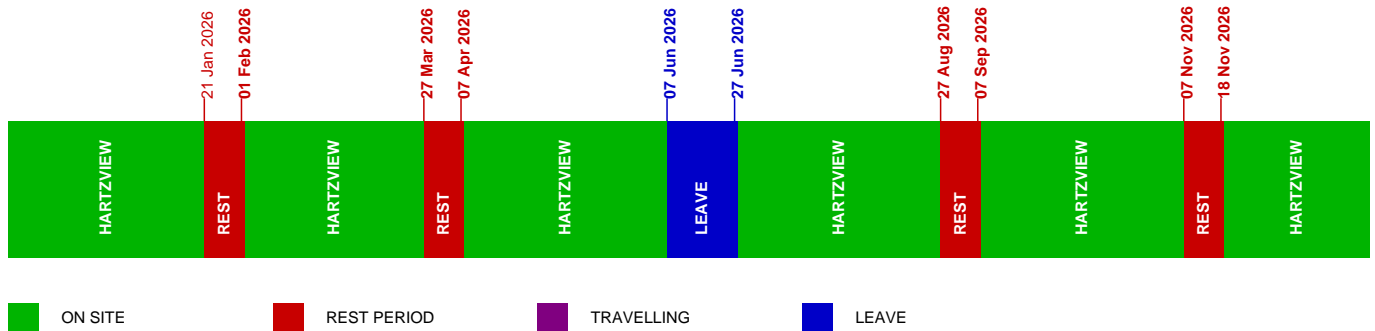 21 Jan 2026
01 Feb 2026
27 Mar 2026
07 Apr 2026
07 Jun 2026
27 Jun 2026
27 Aug 2026
07 Sep 2026
07 Nov 2026
18 Nov 2026
HARTZVIEW
REST
HARTZVIEW
REST
HARTZVIEW
LEAVE
HARTZVIEW
REST
HARTZVIEW
REST
HARTZVIEW
ON SITE
REST PERIOD
TRAVELLING
LEAVE